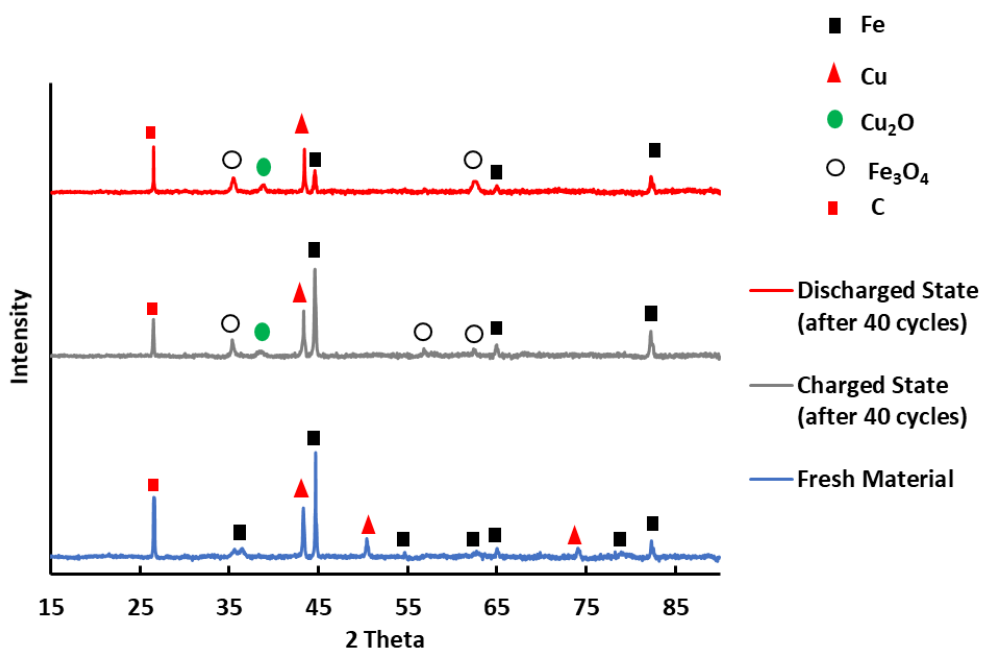 Fe
Cu
Cu₂O
Fe₃O₄
C
Discharged State
(after 40 cycles)
Charged State
(after 40 cycles)
Fresh Material
Intensity
15 25 35 45 55 65 75 85
2 Theta